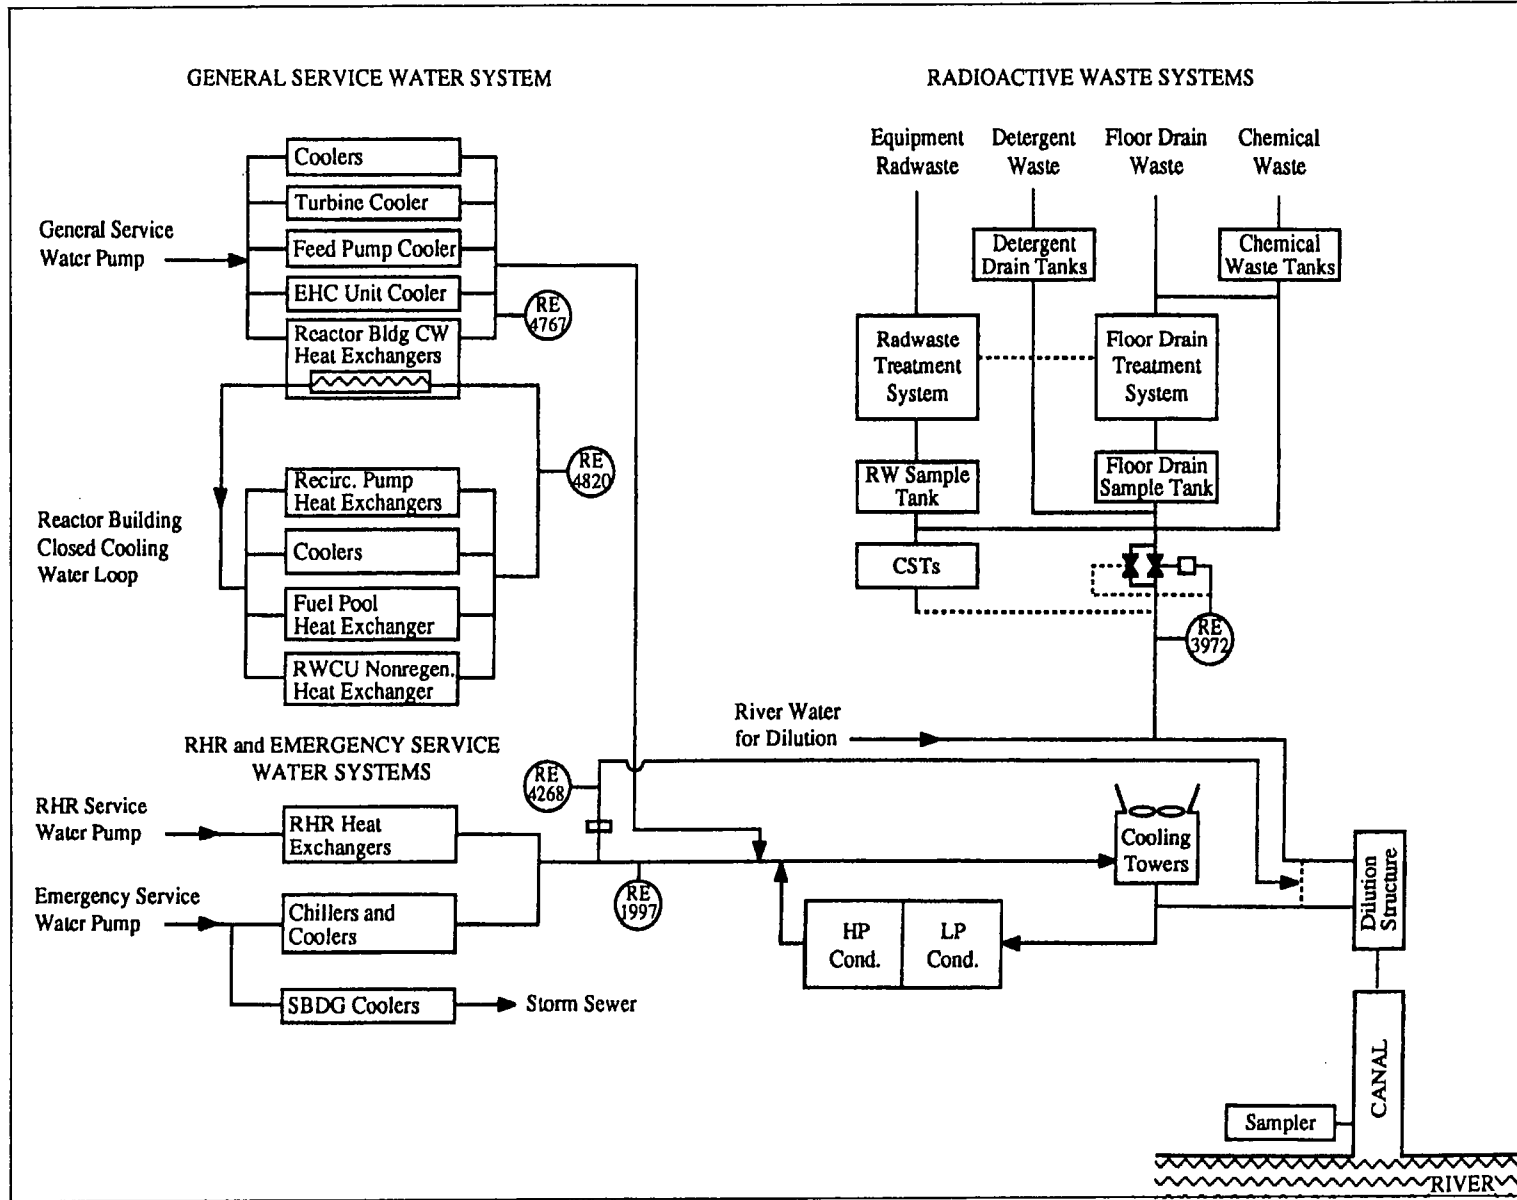 GENERAL SERVICE WATER SYSTEM
General Service
Water Pump
Coolers
Turbine Cooler
Feed Pump Cooler
EHC Unit Cooler
Reactor Bldg CW
Heat Exchangers
RE
4767
RE
4820
Reactor Building
Closed Cooling
Water Loop
Recirc. Pump
Heat Exchangers
Coolers
Fuel Pool
Heat Exchanger
RWCU Nonregen.
Heat Exchanger
RHR and EMERGENCY SERVICE
WATER SYSTEMS
RHR Service
Water Pump
RHR Heat
Exchangers
Emergency Service
Water Pump
Chillers and
Coolers
SBDG Coolers
Storm Sewer
RE
4268
RE
1997
RADIOACTIVE WASTE SYSTEMS
Equipment
Radwaste
Detergent
Waste
Floor Drain
Waste
Chemical
Waste
Detergent
Drain Tanks
Chemical
Waste Tanks
Radwaste
Treatment
System
Floor Drain
Treatment
System
RW Sample
Tank
Floor Drain
Sample Tank
CSTs
RE
3972
River Water
for Dilution
Cooling
Towers
HP
Cond.
LP
Cond.
Dilution
Structure
CANAL
Sampler
RIVER